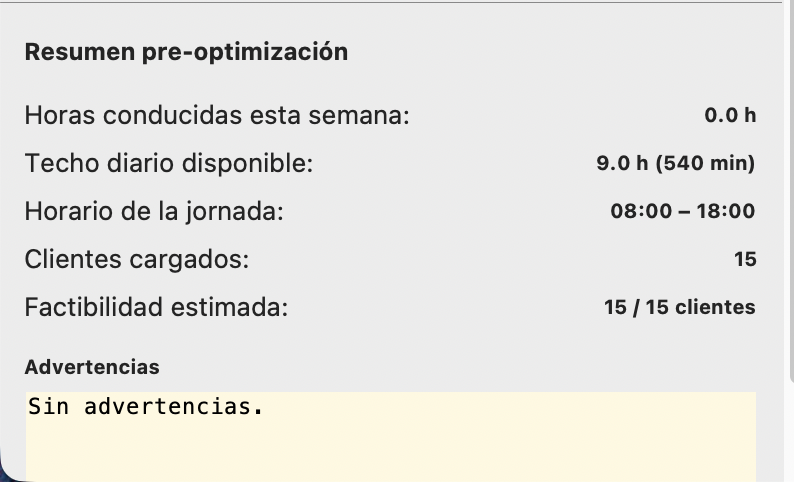 Resumen pre-optimización
Horas conducidas esta semana: 0.0 h
Techo diario disponible: 9.0 h (540 min)
Horario de la jornada: 08:00 – 18:00
Clientes cargados: 15
Factibilidad estimada: 15 / 15 clientes
Advertencias
Sin advertencias.